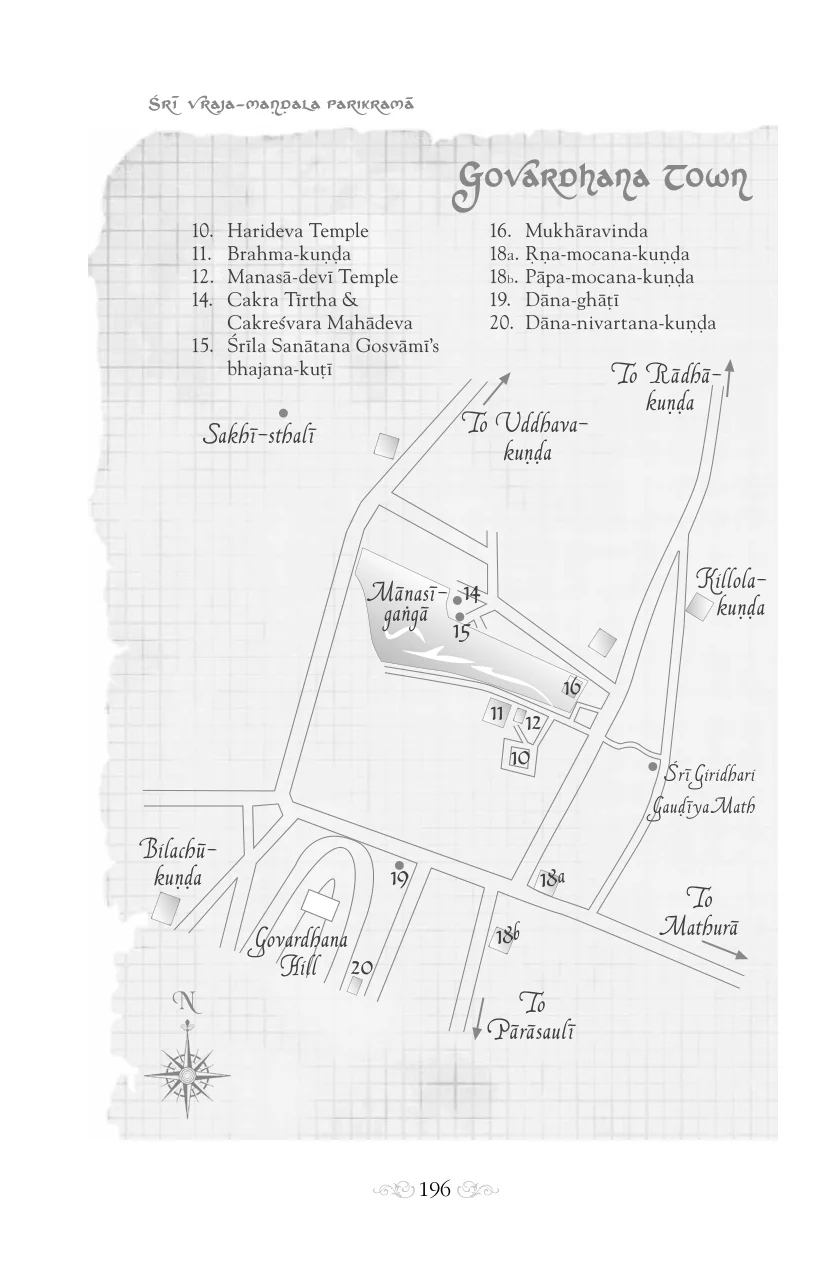 Śrī Vraja-maṇḍala Parikramā
Govardhana Town
10. Harideva Temple
11. Brahma-kuṇḍa
12. Manasā-devī Temple
14. Cakra Tīrtha &
Cakreśvara Mahādeva
15. Śrīla Sanātana Gosvāmī's
bhajana-kuṭī
16. Mukhāravinda
18a. Ṛṇa-mocana-kuṇḍa
18b. Pāpa-mocana-kuṇḍa
19. Dāna-ghāṭī
20. Dāna-nivartana-kuṇḍa
To Rādhā-
kuṇḍa
Sakhī-sthalī
To Uddhava-
kuṇḍa
Mānasī-
gaṅgā
14
15
Killola-
kuṇḍa
16
11
12
10
Śrī Giridhari
Gauḍīya Math
Bilachū-
kuṇḍa
19
18a
To
Mathurā
18b
Govardhana
Hill
20
N
To
Pārāsaulī
196